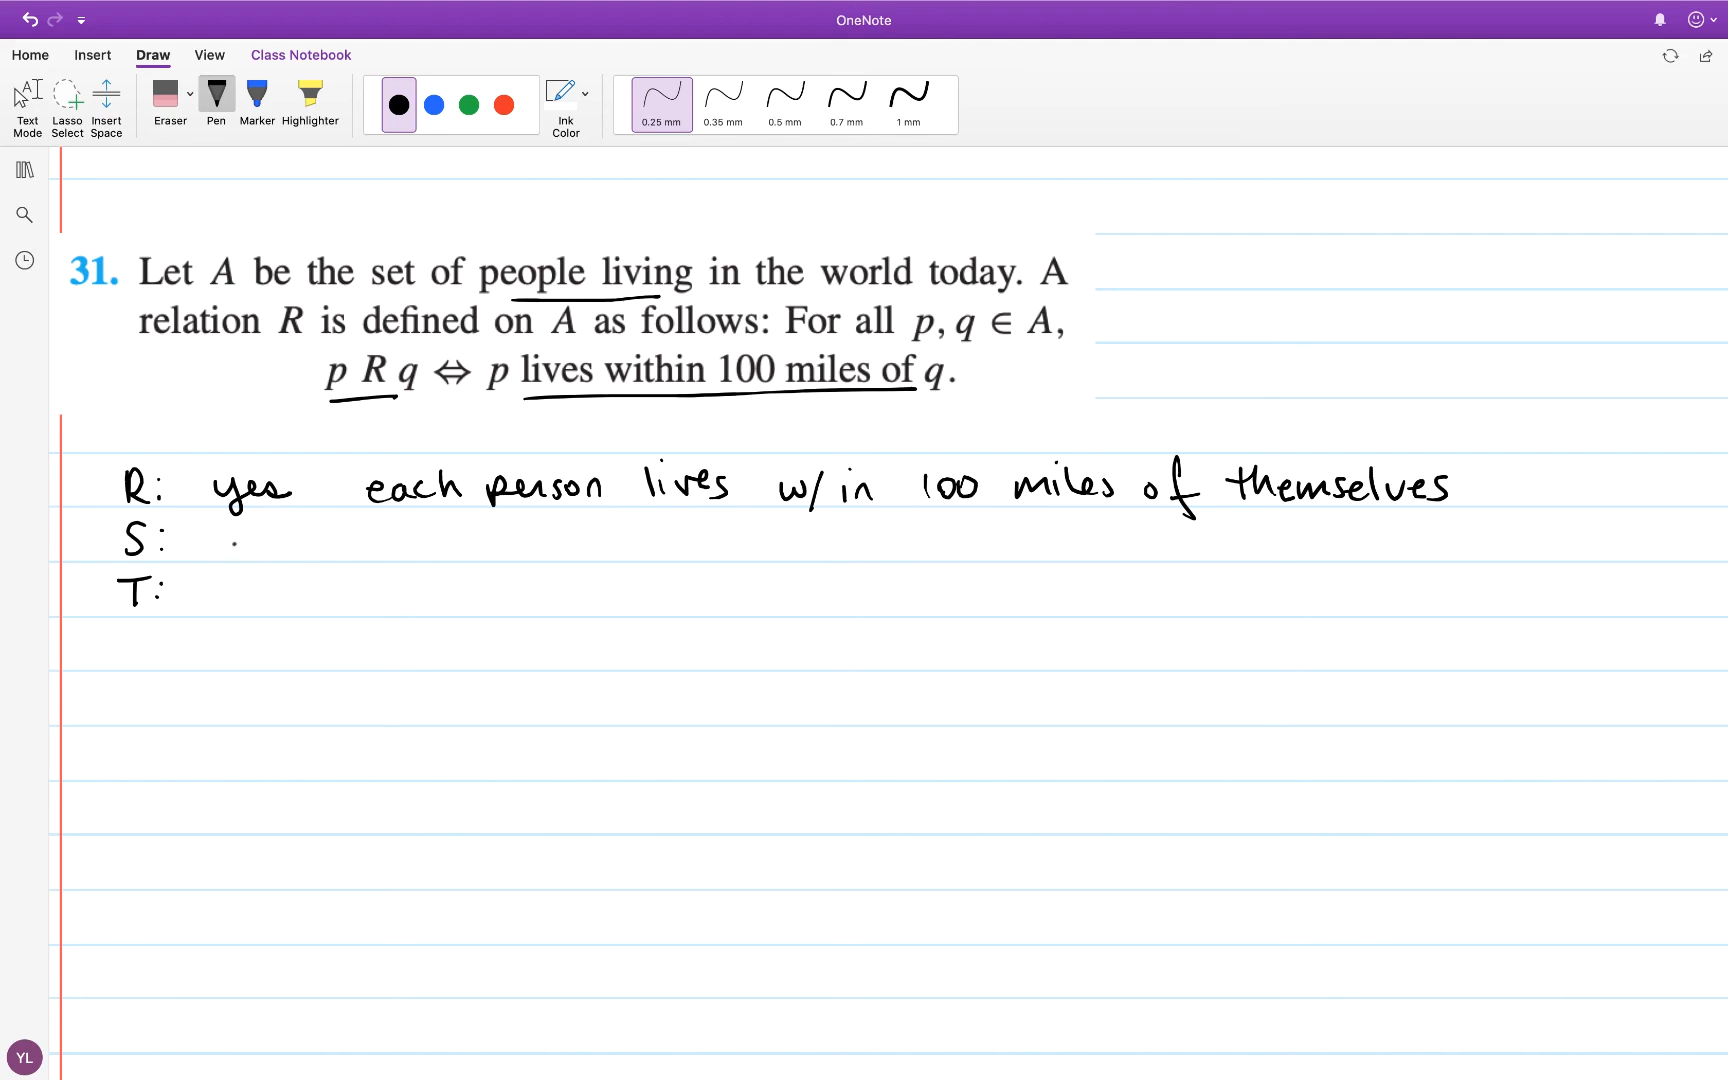 OneNote
Home Insert Draw View Class Notebook
Text Mode Lasso Select Insert Space Eraser Pen Marker Highlighter Ink Color 0.25 mm 0.35 mm 0.5 mm 0.7 mm 1 mm
31. Let A be the set of people living in the world today. A
relation R is defined on A as follows: For all p, q ∈ A,
p R q ⇔ p lives within 100 miles of q.
R: yes each person lives w/in 100 miles of themselves
S:
T:
YL